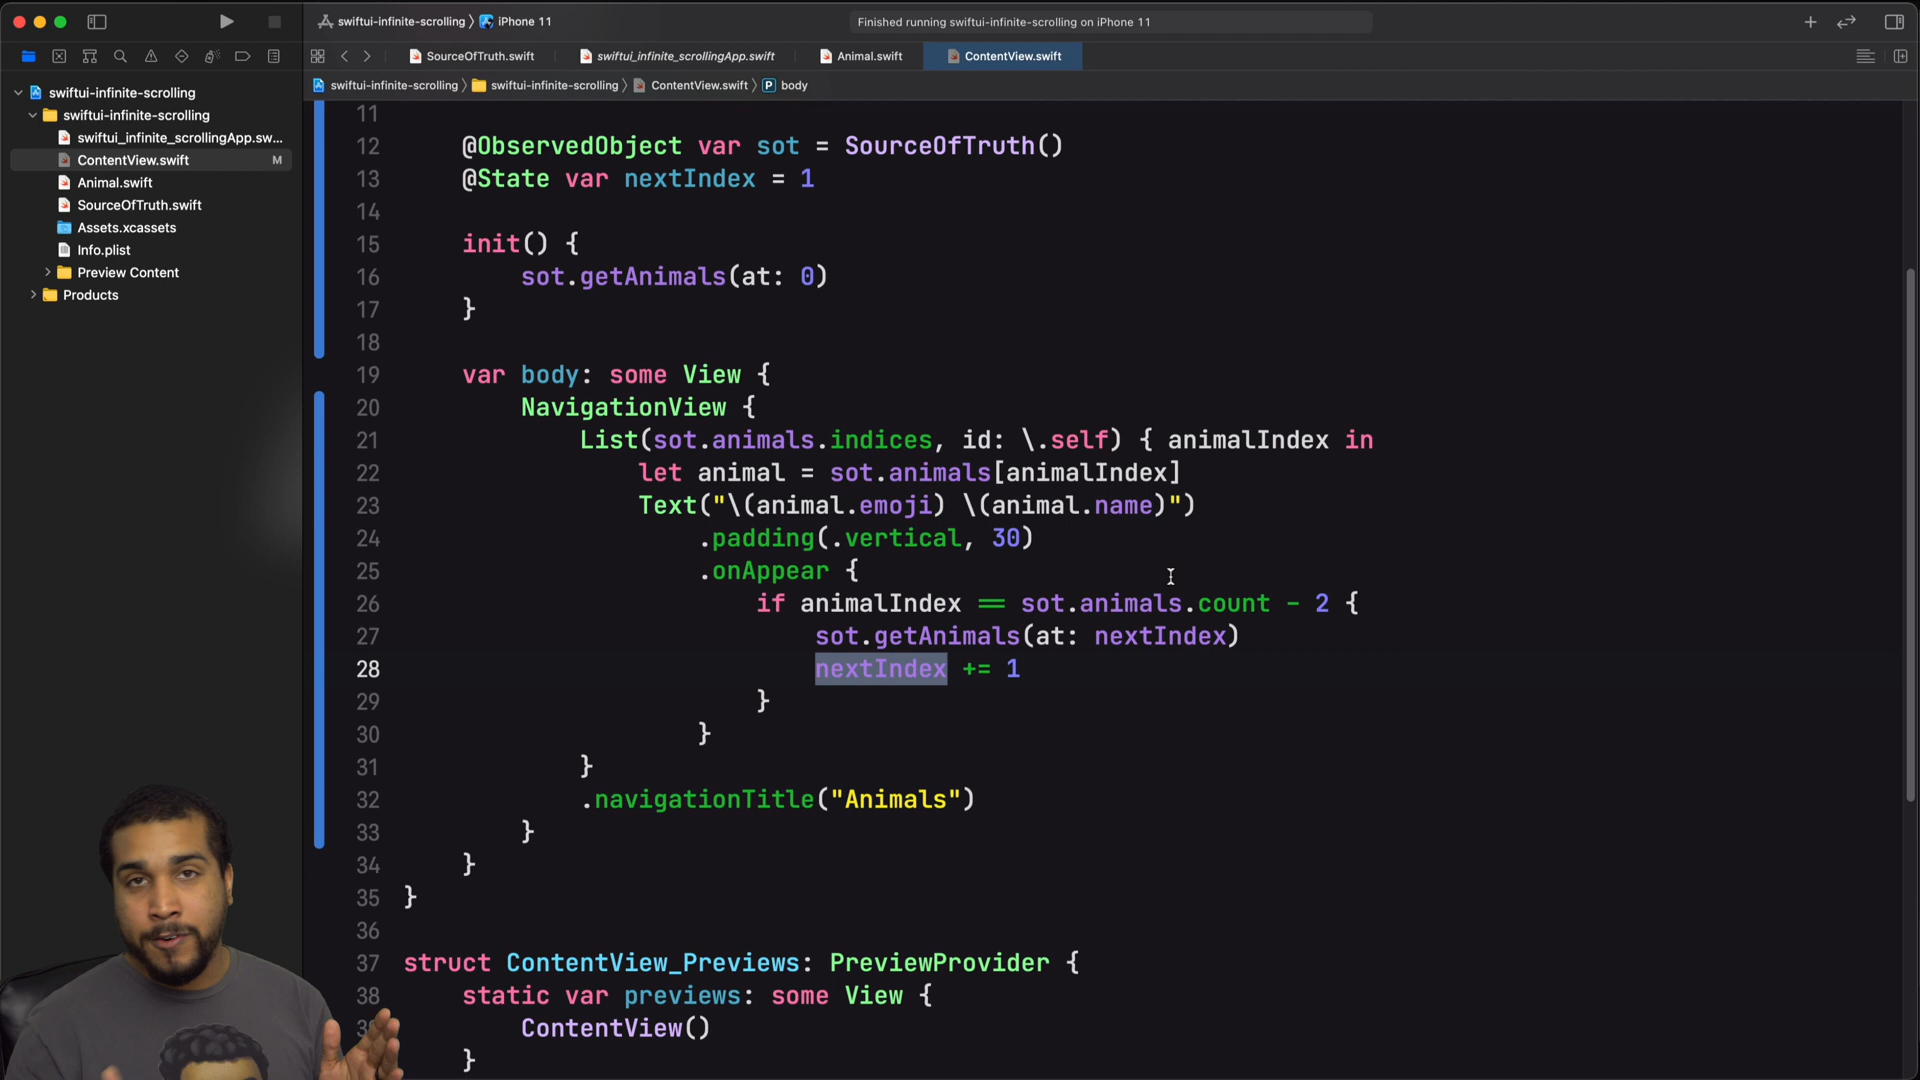 swiftui-infinite-scrolling 〉 iPhone 11
Finished running swiftui-infinite-scrolling on iPhone 11
SourceOfTruth.swift
swiftui_infinite_scrollingApp.swift
Animal.swift
ContentView.swift
swiftui-infinite-scrolling 〉 swiftui-infinite-scrolling 〉 ContentView.swift 〉 P body
swiftui-infinite-scrolling
swiftui-infinite-scrolling
swiftui_infinite_scrollingApp.sw...
ContentView.swift M
Animal.swift
SourceOfTruth.swift
Assets.xcassets
Info.plist
Preview Content
Products
11
12 @ObservedObject var sot = SourceOfTruth()
13 @State var nextIndex = 1
14
15 init() {
16 sot.getAnimals(at: 0)
17 }
18
19 var body: some View {
20 NavigationView {
21 List(sot.animals.indices, id: \.self) { animalIndex in
22 let animal = sot.animals[animalIndex]
23 Text("\(animal.emoji) \(animal.name)")
24 .padding(.vertical, 30)
25 .onAppear {
26 if animalIndex == sot.animals.count - 2 {
27 sot.getAnimals(at: nextIndex)
28 nextIndex += 1
29 }
30 }
31 }
32 .navigationTitle("Animals")
33 }
34 }
35 }
36
37 struct ContentView_Previews: PreviewProvider {
38 static var previews: some View {
ContentView()
}